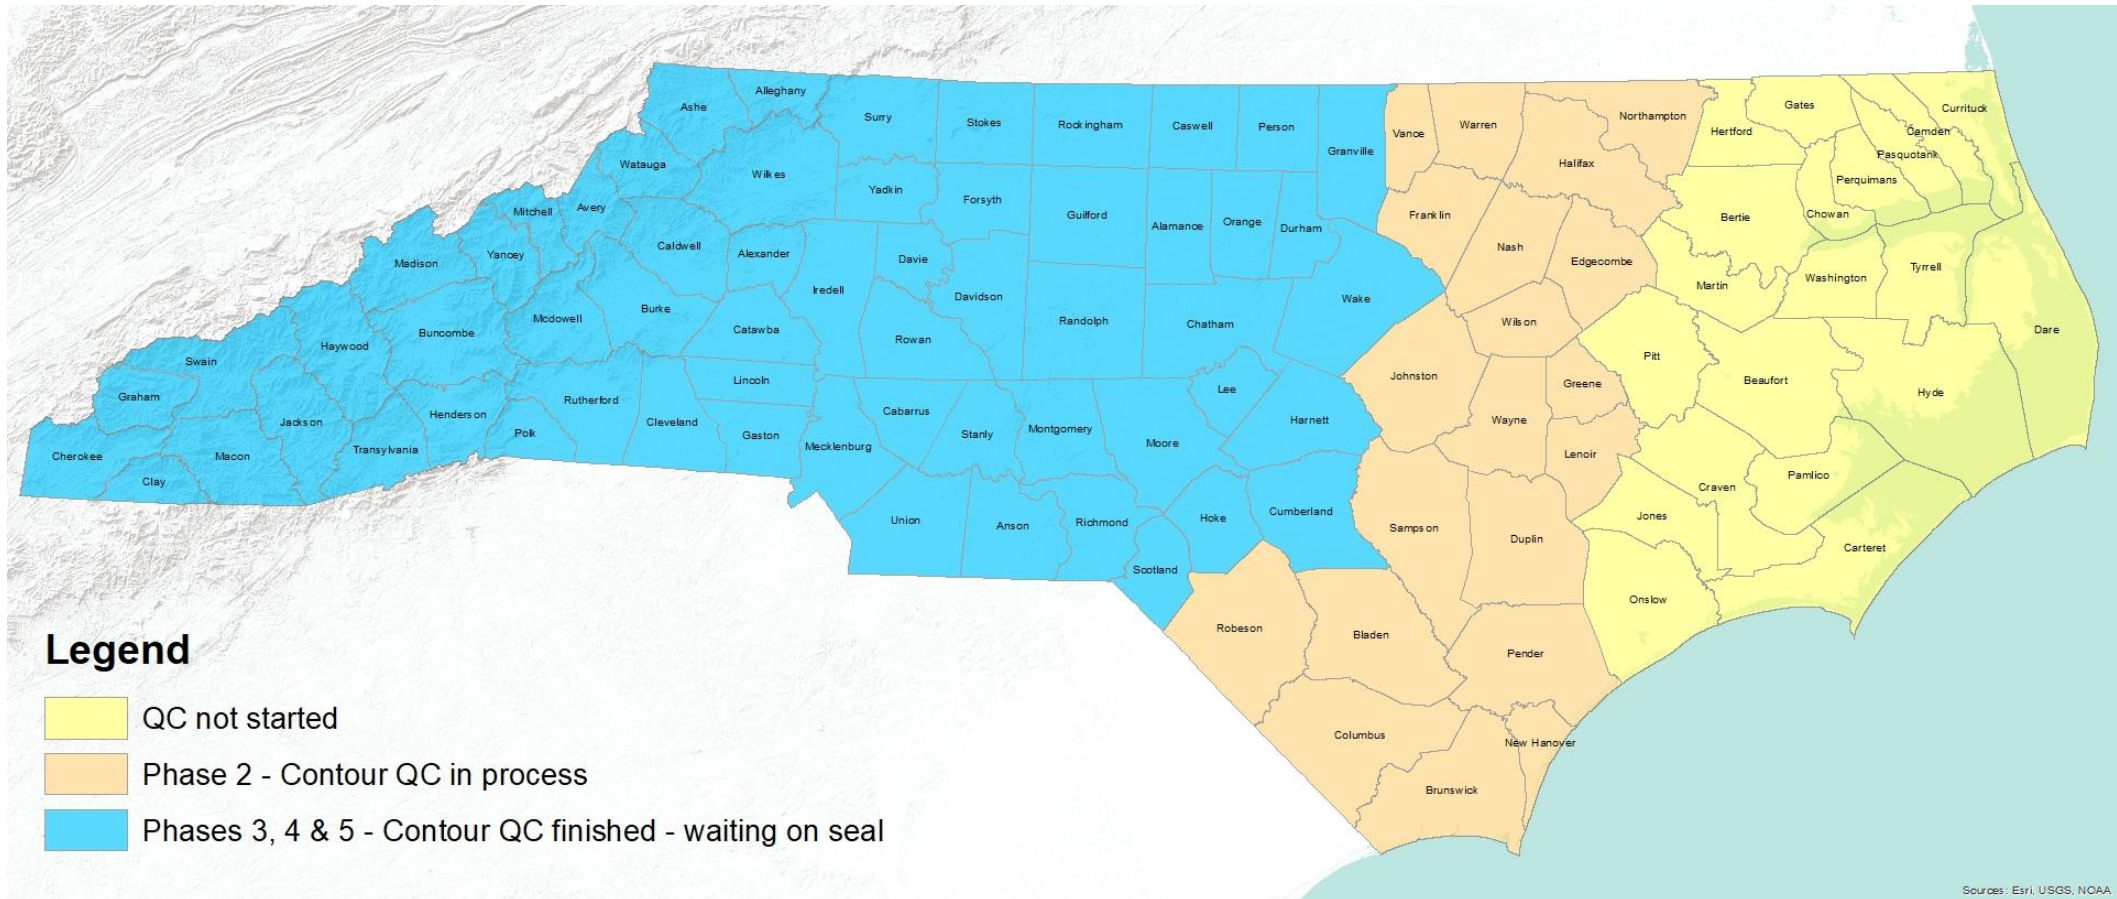 Ashe
Alleghany
Surry
Stokes
Rockingham
Caswell
Person
Granville
Vance
Warren
Northampton
Halifax
Hertford
Gates
Currituck
Camden
Pasquotank
Perquimans
Chowan
Bertie
Watauga
Wilkes
Yadkin
Forsyth
Guilford
Alamance
Orange
Durham
Franklin
Nash
Edgecombe
Martin
Washington
Tyrrell
Dare
Mitchell
Avery
Yancey
Madison
Caldwell
Alexander
Iredell
Davie
Davidson
Randolph
Chatham
Wake
Wilson
Johnston
Greene
Pitt
Beaufort
Hyde
Swain
Haywood
Buncombe
Mcdowell
Burke
Catawba
Rowan
Lincoln
Graham
Jackson
Henderson
Rutherford
Cleveland
Gaston
Cabarrus
Stanly
Montgomery
Moore
Lee
Harnett
Wayne
Lenoir
Craven
Pamlico
Cherokee
Clay
Macon
Transylvania
Polk
Mecklenburg
Union
Anson
Richmond
Scotland
Hoke
Cumberland
Sampson
Duplin
Jones
Carteret
Onslow
Robeson
Bladen
Pender
Columbus
New Hanover
Brunswick
Legend
QC not started
Phase 2 - Contour QC in process
Phases 3, 4 & 5 - Contour QC finished - waiting on seal
Sources: Esri, USGS, NOAA